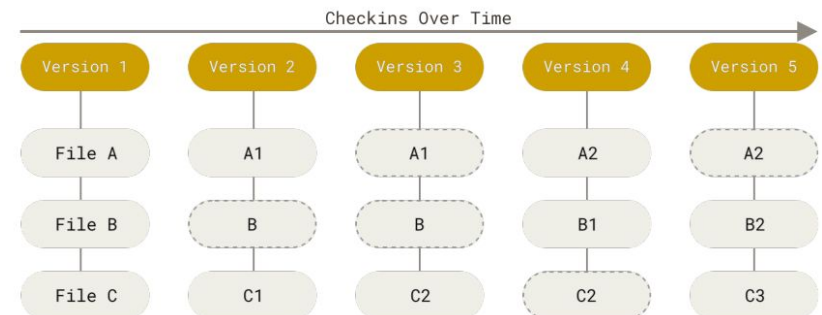 Checkins Over Time
Version 1 Version 2 Version 3 Version 4 Version 5
File A A1 A1 A2 A2
File B B B B1 B2
File C C1 C2 C2 C3